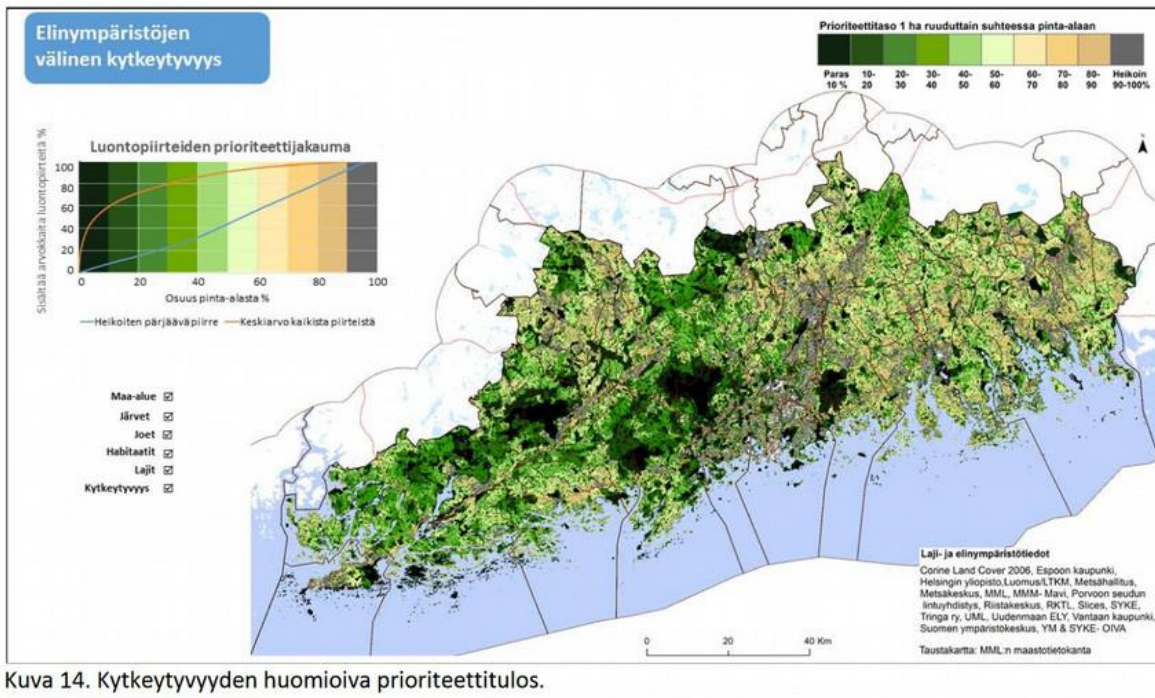 Elinympäristöjen
välinen kytkeytyvyys
Prioriteettitaso 1 ha ruuduttain suhteessa pinta-alaan
Paras 10- 20- 30- 40- 50- 60- 70- 80- Heikoin
10 % 20 30 40 50 60 70 80 90 90-100%
Luontopiirteiden prioriteettijakauma
Sisältää arvokkaita luontopiirteitä %
100
80
60
40
20
0
0 20 40 60 80 100
Osuus pinta-alasta %
Heikoiten pärjäävä piirre Keskiarvo kaikista piirteistä
Maa-alue ☑
Järvet ☑
Joet ☑
Habitaatit ☑
Lajit ☑
Kytkeytyvyys ☑
N
Laji- ja elinympäristötiedot
Corine Land Cover 2006, Espoon kaupunki,
Helsingin yliopisto,Luomus/LTKM, Metsähallitus,
Metsäkeskus, MML, MMM- Mavi, Porvoon seudun
lintuyhdistys, Riistakeskus, RKTL, Slices, SYKE,
Tringa ry, UML, Uudenmaan ELY, Vantaan kaupunki,
Suomen ympäristökeskus, YM & SYKE- OIVA
Taustakartta: MML:n maastotietokanta
0 20 40 Km
Kuva 14. Kytkeytyvyyden huomioiva prioriteettitulos.